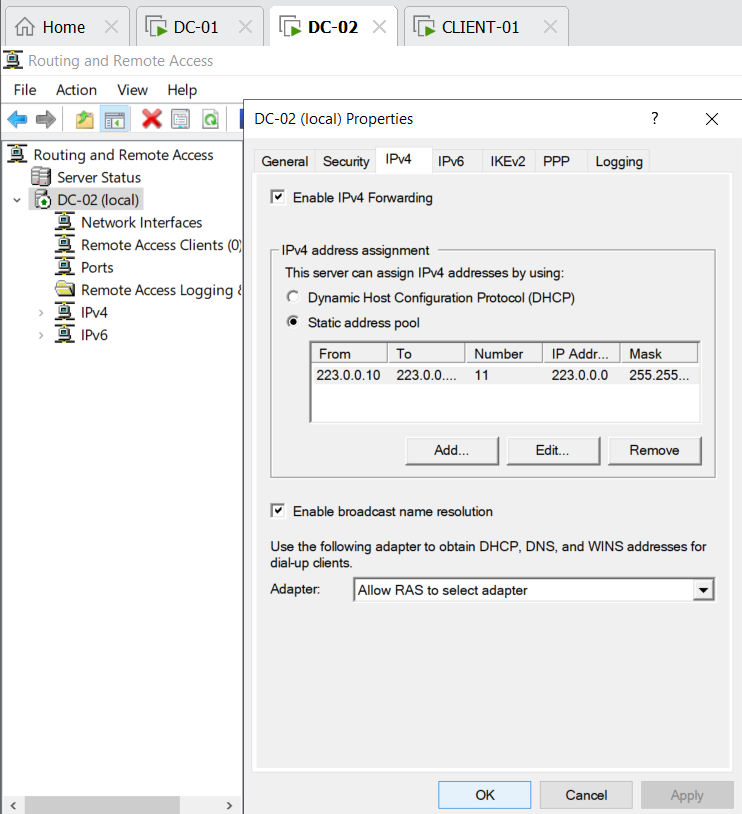 Home
DC-01
DC-02
CLIENT-01
Routing and Remote Access
File Action View Help
DC-02 (local) Properties
?
General Security IPv4 IPv6 IKEv2 PPP Logging
Routing and Remote Access
Server Status
DC-02 (local)
Network Interfaces
Remote Access Clients (0)
Ports
Remote Access Logging &
IPv4
IPv6
Enable IPv4 Forwarding
IPv4 address assignment
This server can assign IPv4 addresses by using:
Dynamic Host Configuration Protocol (DHCP)
Static address pool
From To Number IP Addr... Mask
223.0.0.10 223.0.0.... 11 223.0.0.0 255.255...
Add... Edit... Remove
Enable broadcast name resolution
Use the following adapter to obtain DHCP, DNS, and WINS addresses for
dial-up clients.
Adapter: Allow RAS to select adapter
OK Cancel Apply